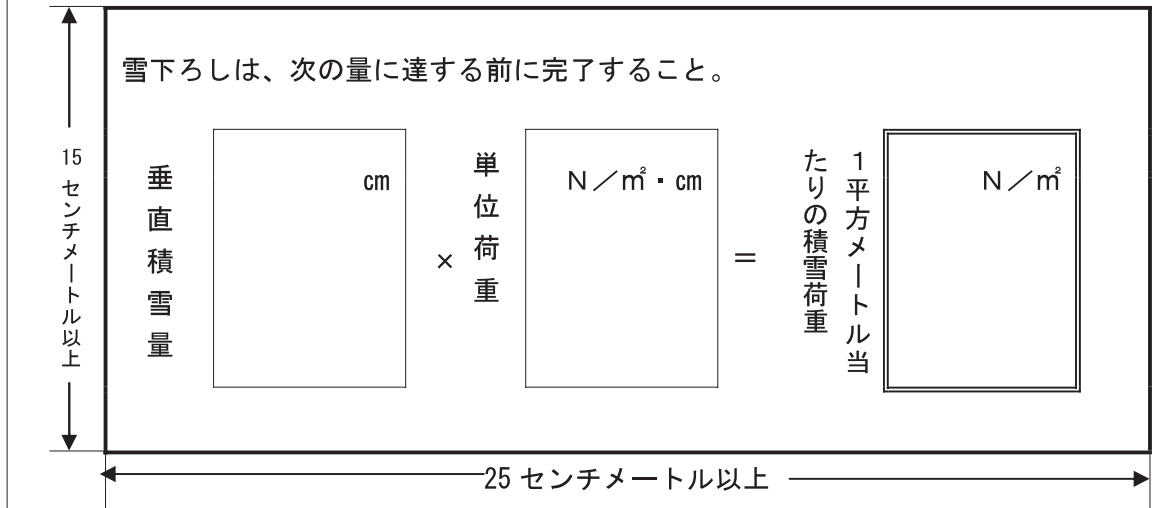 雪下ろしは、次の量に達する前に完了すること。
15センチメートル以上
垂直積雪量
cm
×
単位荷重
N／㎡・cm
＝
1平方メートル当
たりの積雪荷重
N／㎡
25センチメートル以上